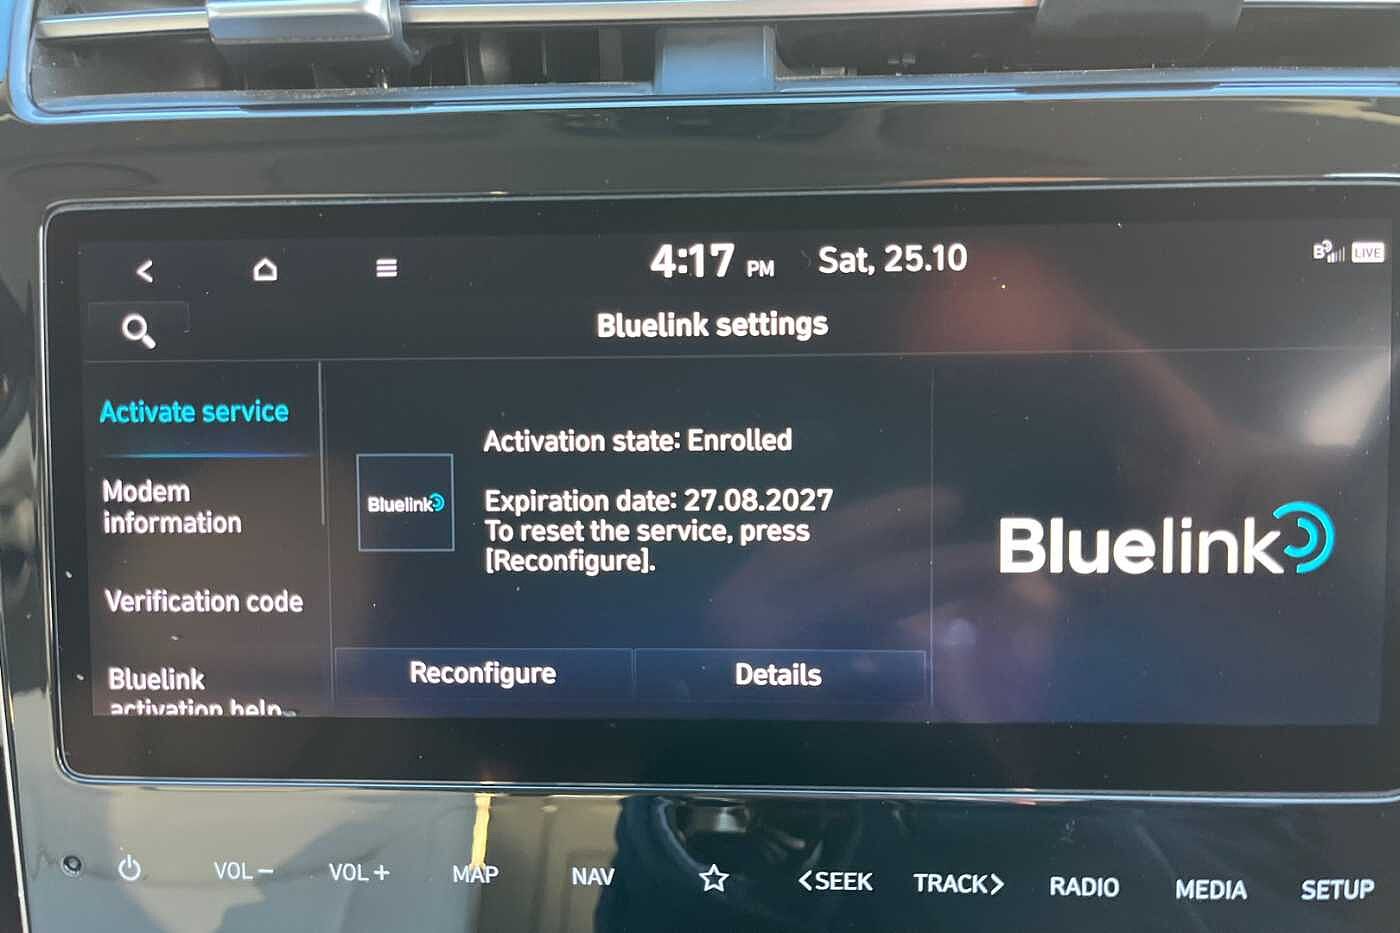 4:17 PM Sat, 25.10
B LIVE
Bluelink settings
Activate service
Modem
information
Verification code
Bluelink
activation help
Activation state: Enrolled
Bluelink
Expiration date: 27.08.2027
To reset the service, press
[Reconfigure].
Reconfigure
Details
Bluelink
VOL−
VOL+
MAP
NAV
<SEEK
TRACK>
RADIO
MEDIA
SETUP